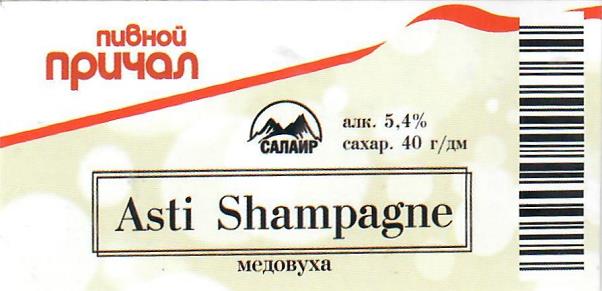 пивной
причал
САЛАИР
алк. 5,4%
сахар. 40 г/дм
Asti Shampagne
медовуха